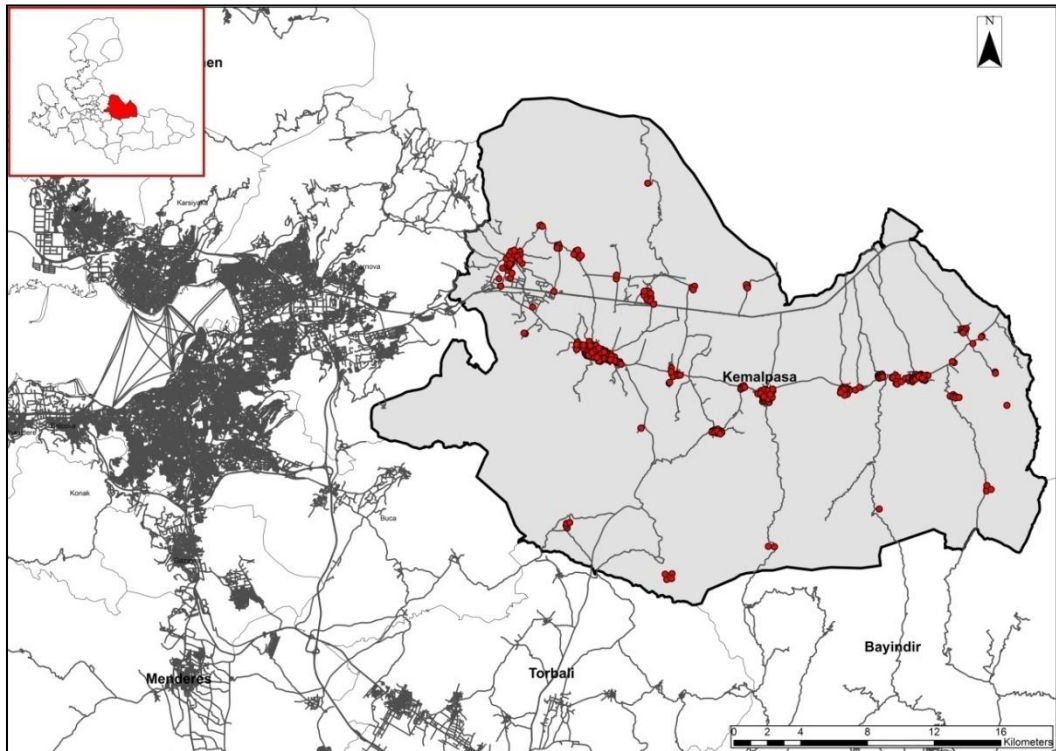 N
Karsiyaka
Kemalpasa
Konak
Buca
Bayindir
Torbali
Menderes
0 2 4 8 12 16
Kilometers